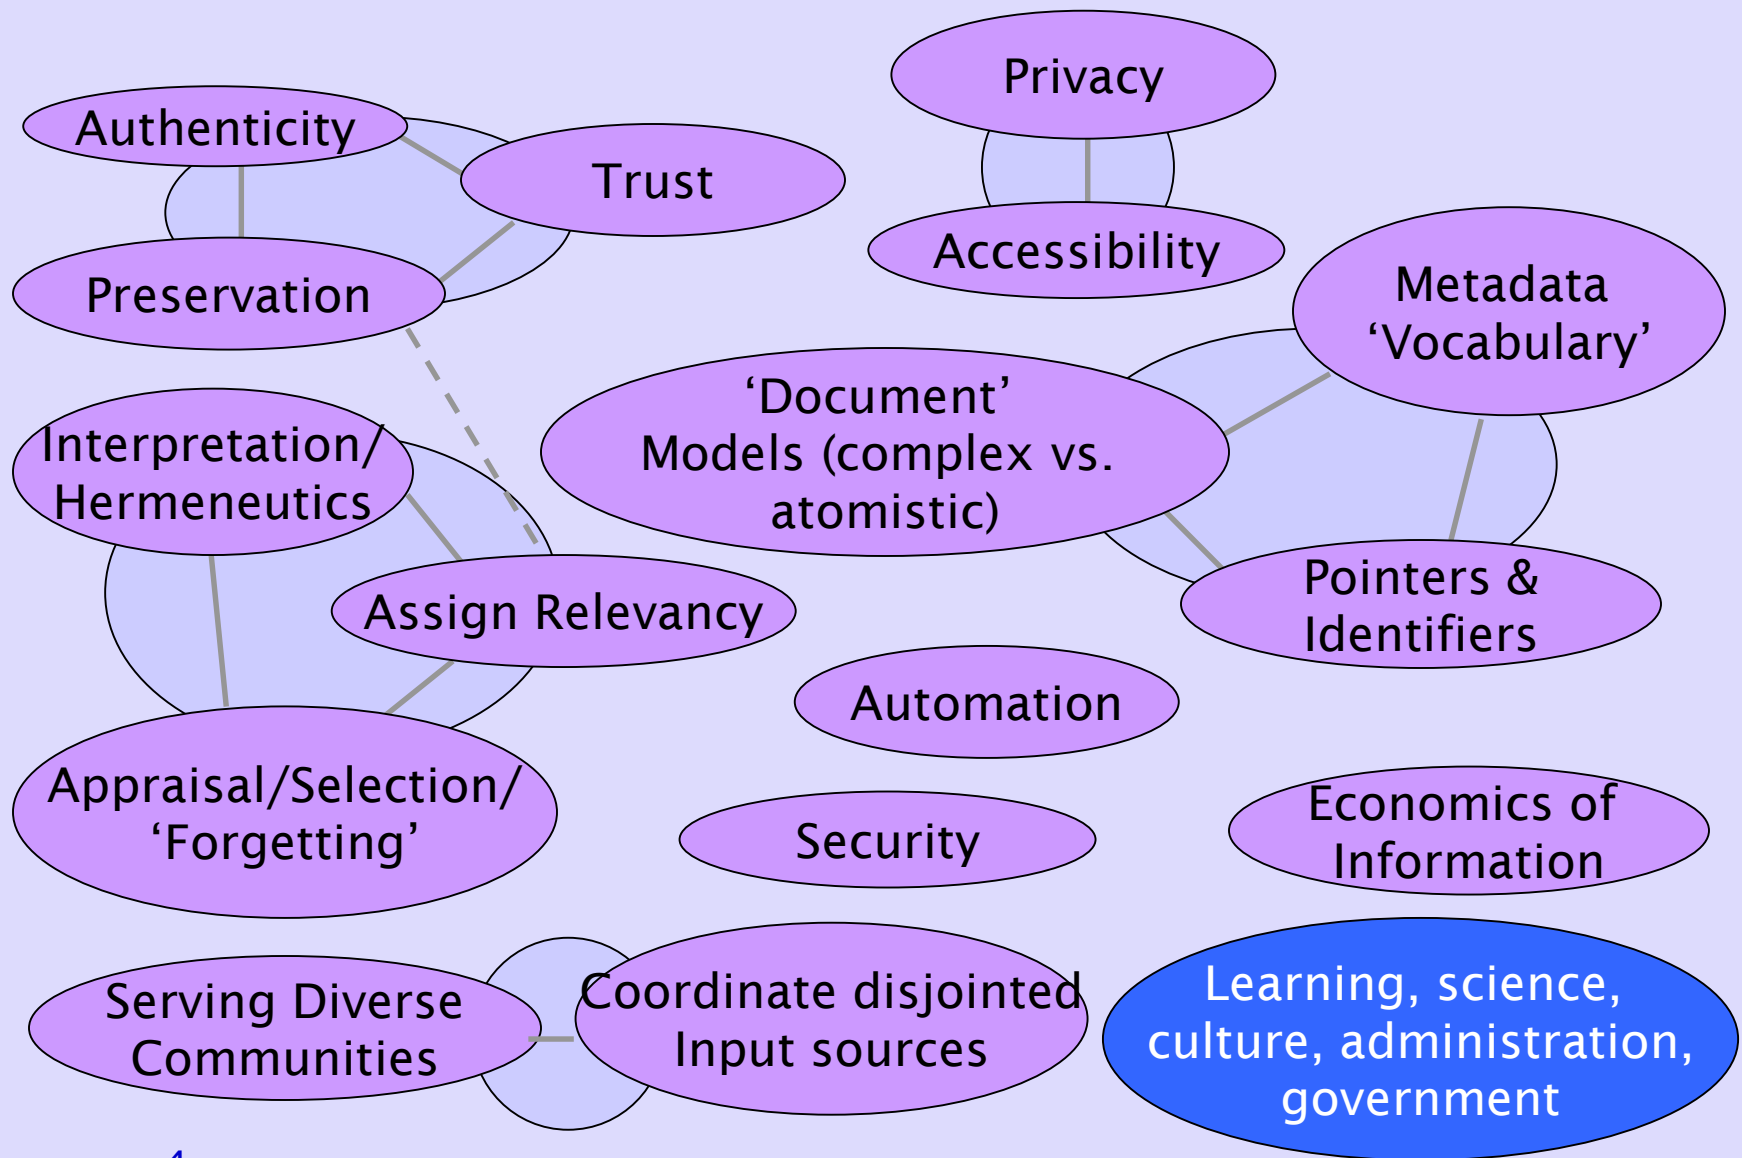 Authenticity
Trust
Preservation
Privacy
Accessibility
Metadata
‘Vocabulary’
‘Document’
Models (complex vs.
atomistic)
Pointers &
Identifiers
Interpretation/
Hermeneutics
Assign Relevancy
Appraisal/Selection/
‘Forgetting’
Automation
Security
Economics of
Information
Serving Diverse
Communities
Coordinate disjointed
Input sources
Learning, science,
culture, administration,
government